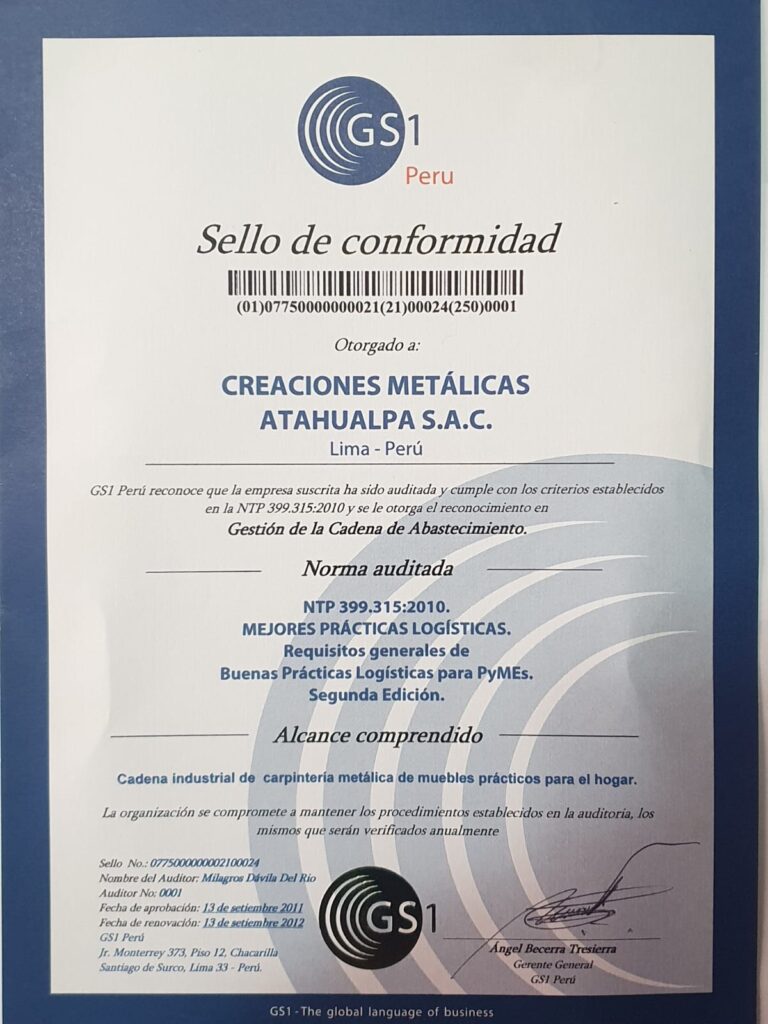 GS1
Peru
Sello de conformidad
(01)07750000000021(21)00024(250)0001
Otorgado a:
CREACIONES METÁLICAS
ATAHUALPA S.A.C.
Lima - Perú
GS1 Perú reconoce que la empresa suscrita ha sido auditada y cumple con los criterios establecidos
en la NTP 399.315:2010 y se le otorga el reconocimiento en
Gestión de la Cadena de Abastecimiento.
Norma auditada
NTP 399.315:2010.
MEJORES PRÁCTICAS LOGÍSTICAS.
Requisitos generales de
Buenas Prácticas Logísticas para PyMEs.
Segunda Edición.
Alcance comprendido
Cadena industrial de carpintería metálica de muebles prácticos para el hogar.
La organización se compromete a mantener los procedimientos establecidos en la auditoria, los
mismos que serán verificados anualmente
Sello No.: 0775000000002100024
Nombre del Auditor: Milagros Dávila Del Río
Auditor No: 0001
Fecha de aprobación: 13 de setiembre 2011
Fecha de renovación: 13 de setiembre 2012
GS1 Perú
Jr. Monterrey 373, Piso 12, Chacarilla
Santiago de Surco, Lima 33 - Perú.
GS1
Ángel Becerra Tresierra
Gerente General
GS1 Perú
GS1 - The global language of business